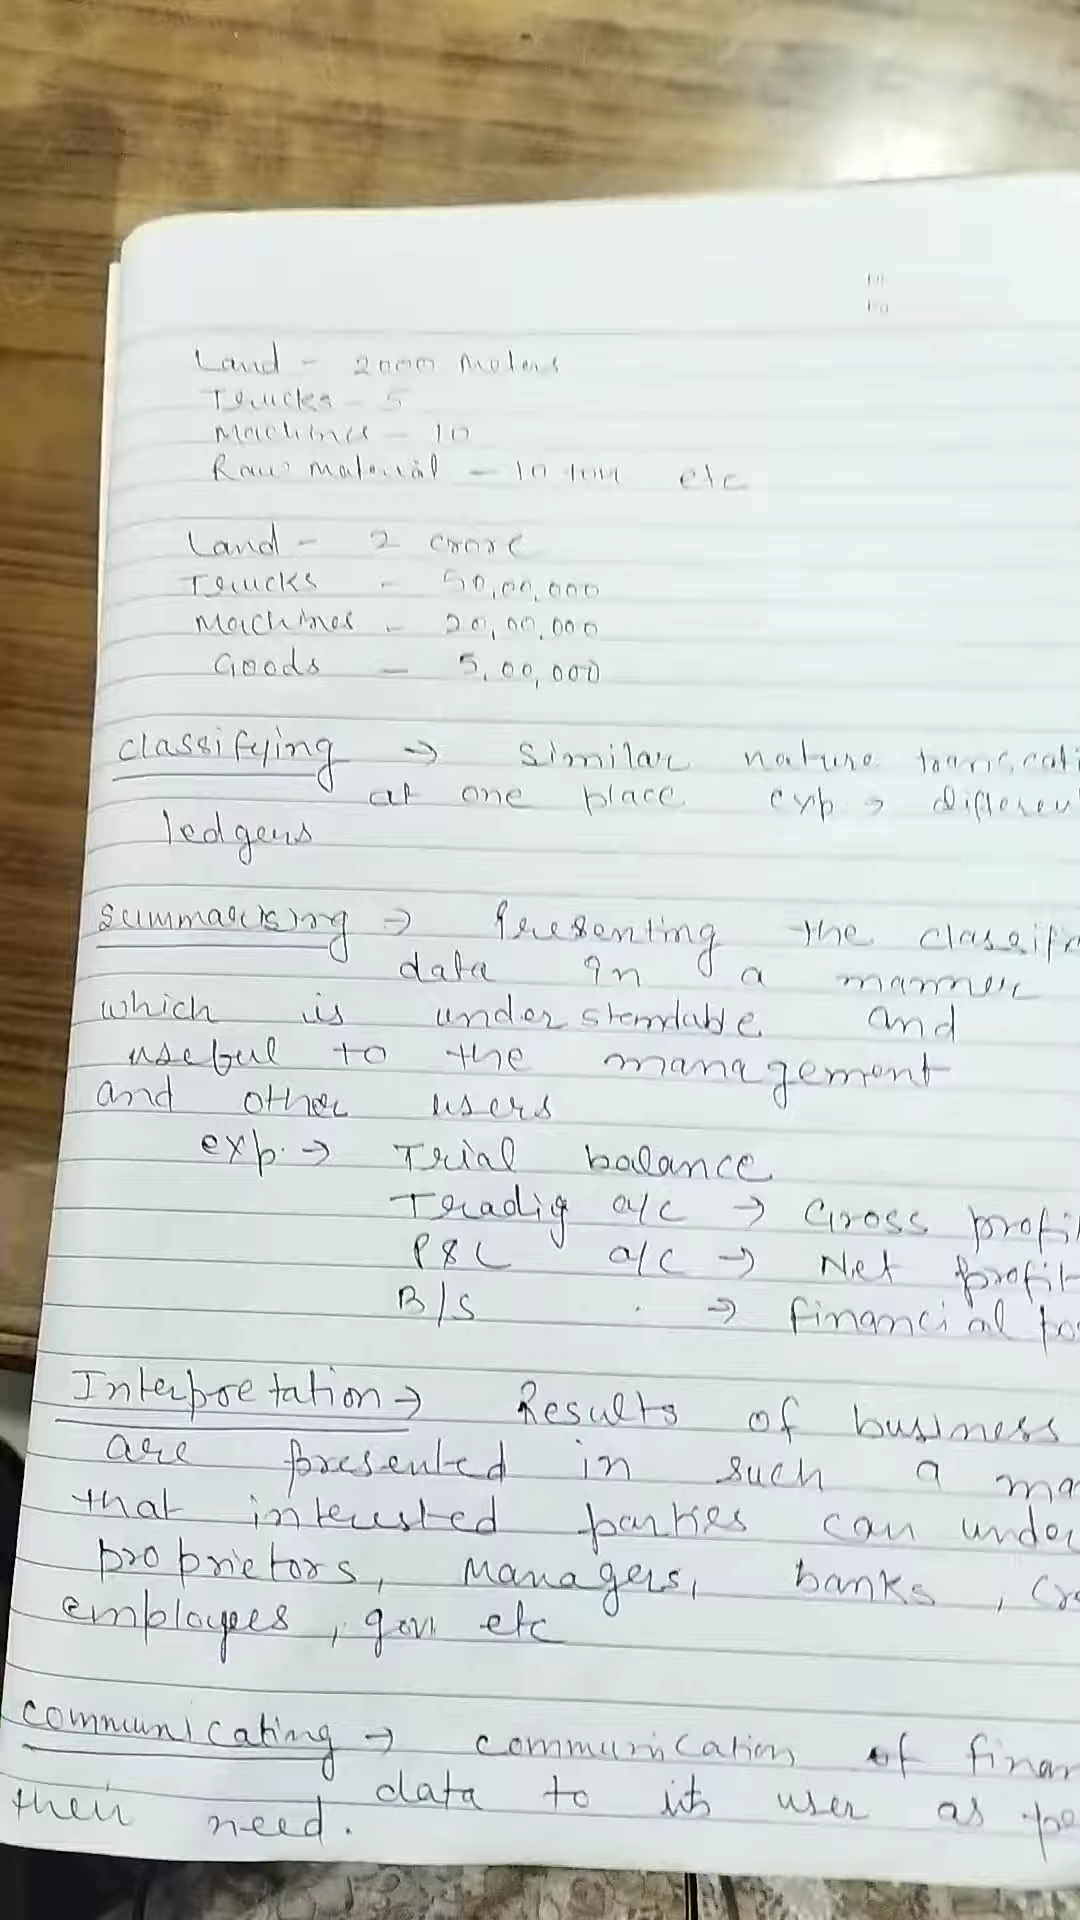 Land - 2000 meters
Trucks - 5
Machines - 10
Raw material - 10 ton etc
Land - 2 crore
Trucks - 50,00,000
Machines - 20,00,000
Goods - 5,00,000
classifying → similar nature
at one place exp →
ledgers
summarising → Presenting the
data in a manner
which is understandable and
useful to the management
and other users
exp. → Trial balance
Tradig a/c → Gross
P&L a/c → Net profit
B/S → financial
Interpretation → Results of business
are presented in such a
that interested parties can
proprietors, Managers, banks,
employees, gov. etc
communicating → communication of
data to its user as
their need.